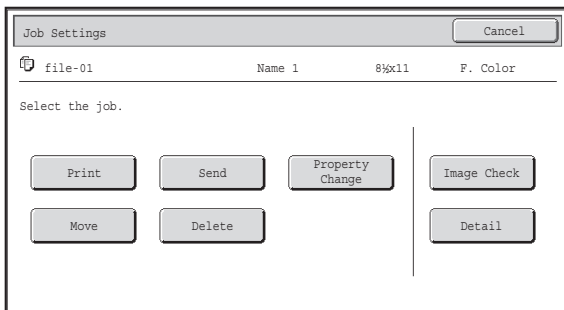 Job Settings Cancel
file-01 Name 1 8½x11 F. Color
Select the job.
Print Send Property Change Image Check
Move Delete Detail